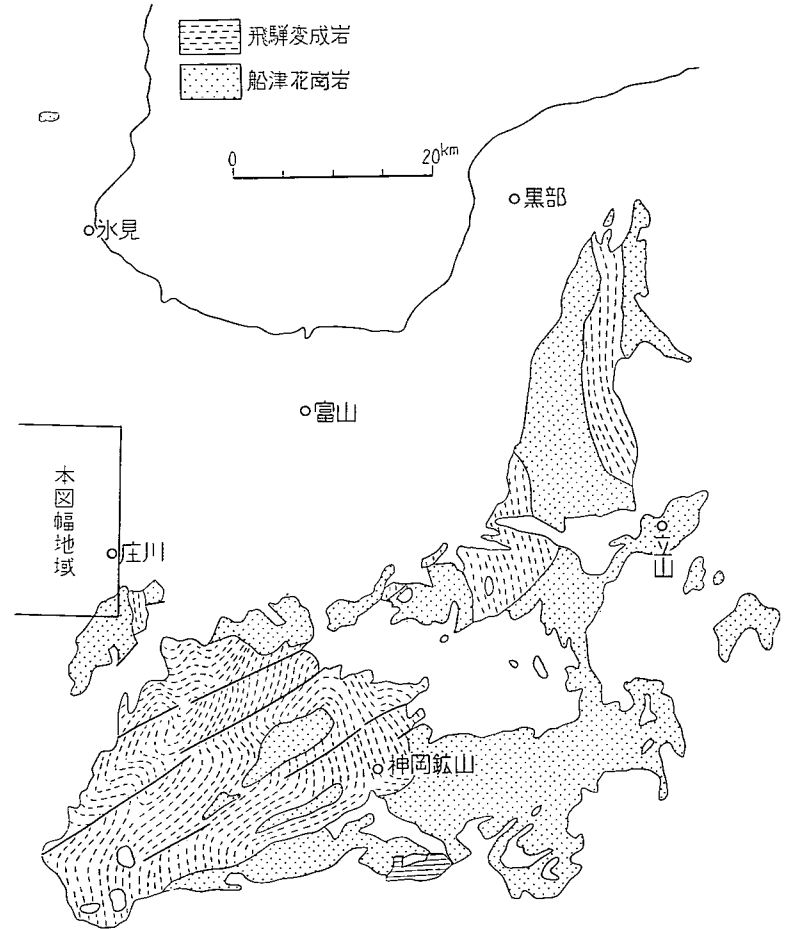 飛騨変成岩
船津花崗岩
0 20km
黒部
氷見
富山
本図幅地域
庄川
立山
神岡鉱山